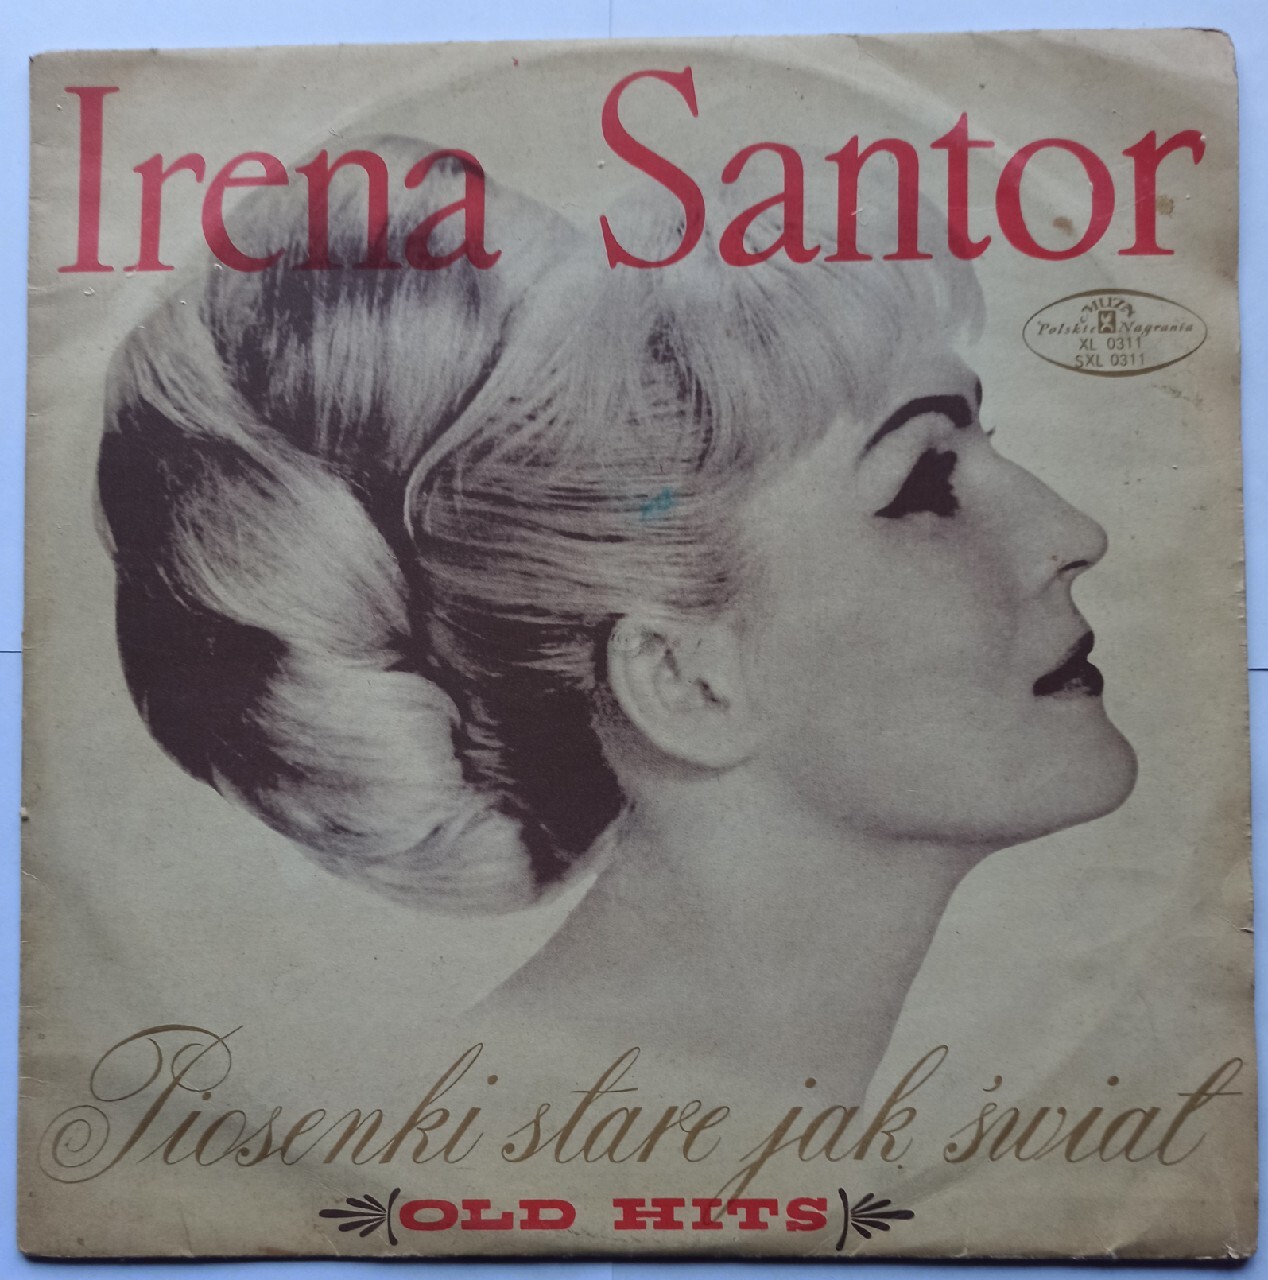 Irena Santor
MUZA
Polskie Nagrania
XL 0311
SXL 0311
Piosenki stare jak świat
OLD HITS